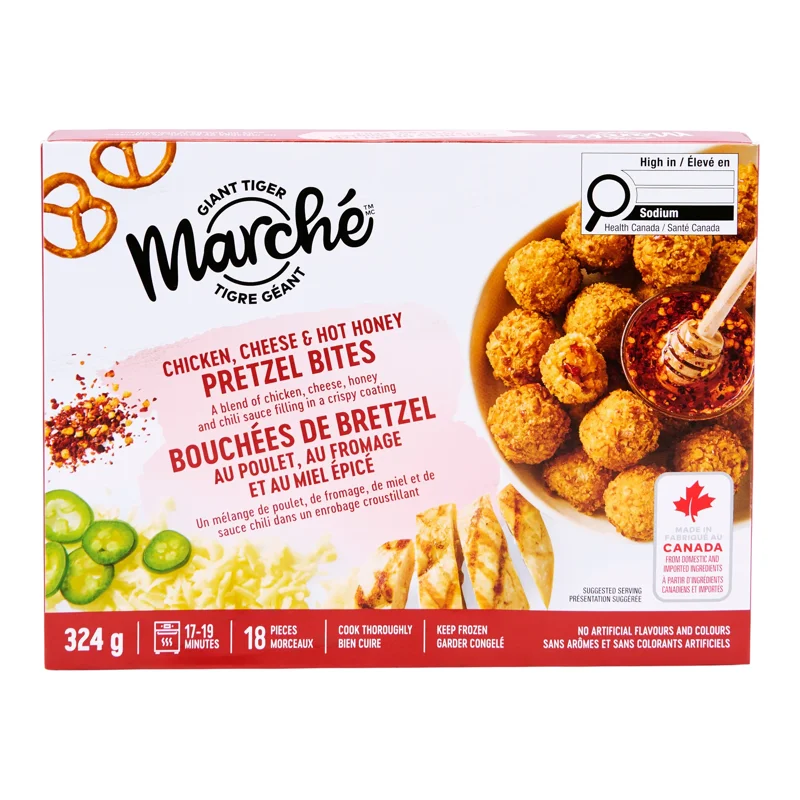 High in / Élevé en
Sodium
Health Canada / Santé Canada
GIANT TIGER
Marché™
MC
TIGRE GÉANT
CHICKEN, CHEESE & HOT HONEY
PRETZEL BITES
A blend of chicken, cheese, honey
and chili sauce filling in a crispy coating
BOUCHÉES DE BRETZEL
AU POULET, AU FROMAGE
ET AU MIEL ÉPICÉ
Un mélange de poulet, de fromage, de miel et de
sauce chili dans un enrobage croustillant
MADE IN
FABRIQUÉ AU
CANADA
FROM DOMESTIC AND
IMPORTED INGREDIENTS
À PARTIR D'INGRÉDIENTS
CANADIENS ET IMPORTÉS
SUGGESTED SERVING
PRÉSENTATION SUGGÉRÉE
324 g
17-19
MINUTES
18 PIECES
MORCEAUX
COOK THOROUGHLY
BIEN CUIRE
KEEP FROZEN
GARDER CONGELÉ
NO ARTIFICIAL FLAVOURS AND COLOURS
SANS ARÔMES ET SANS COLORANTS ARTIFICIELS